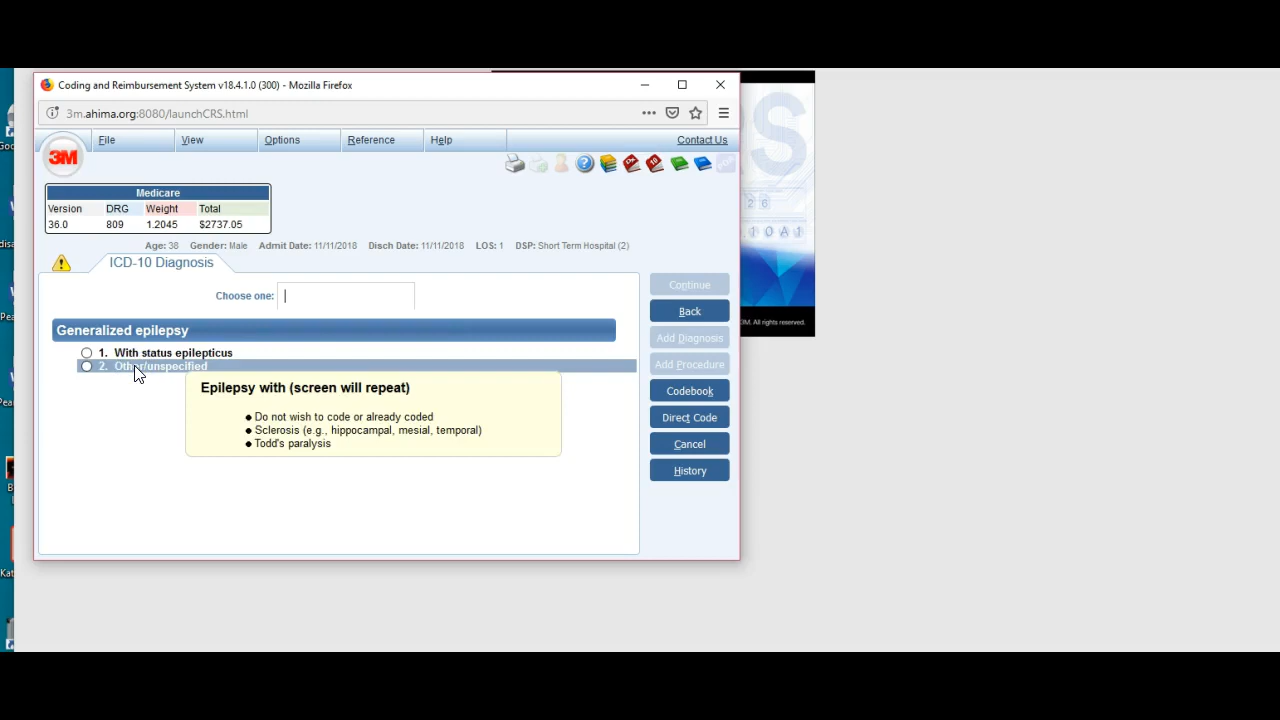 Coding and Reimbursement System v18.4.1.0 (300) - Mozilla Firefox
3m.ahima.org:8080/launchCRS.html
File View Options Reference Help Contact Us
3M
Medicare
Version DRG Weight Total
36.0 809 1.2045 $2737.05
Age: 38 Gender: Male Admit Date: 11/11/2018 Disch Date: 11/11/2018 LOS: 1 DSP: Short Term Hospital (2)
ICD-10 Diagnosis
Choose one:
Generalized epilepsy
1. With status epilepticus
2. Other/unspecified
Epilepsy with (screen will repeat)
Do not wish to code or already coded
Sclerosis (e.g., hippocampal, mesial, temporal)
Todd's paralysis
Continue
Back
Add Diagnosis
Add Procedure
Codebook
Direct Code
Cancel
History
S
2 6
1 0 A 1
3M. All rights reserved.